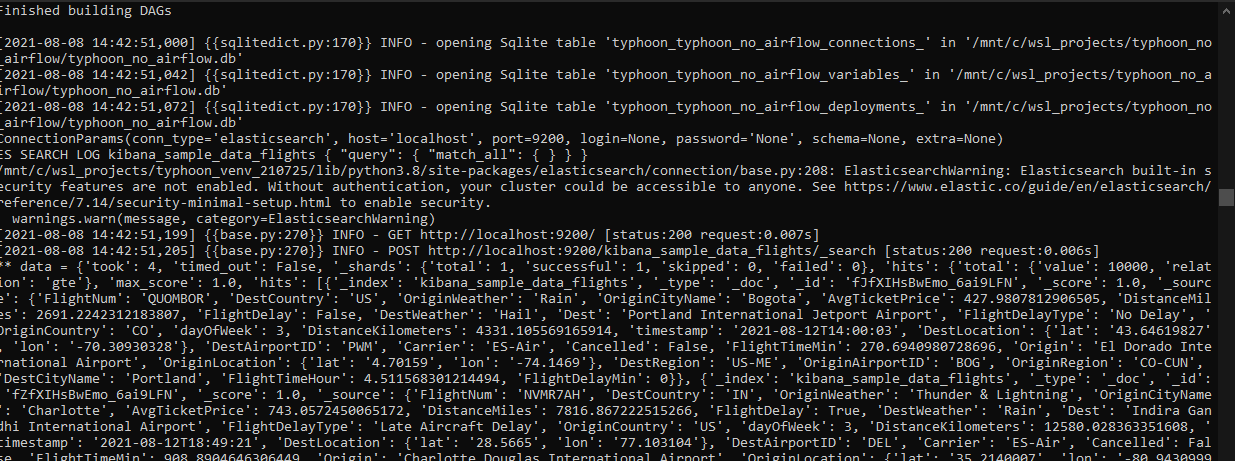 Finished building DAGs
[2021-08-08 14:42:51,000] {{sqlitedict.py:170}} INFO - opening Sqlite table 'typhoon_typhoon_no_airflow_connections_' in '/mnt/c/wsl_projects/typhoon_no
_airflow/typhoon_no_airflow.db'
[2021-08-08 14:42:51,042] {{sqlitedict.py:170}} INFO - opening Sqlite table 'typhoon_typhoon_no_airflow_variables_' in '/mnt/c/wsl_projects/typhoon_no_a
irflow/typhoon_no_airflow.db'
[2021-08-08 14:42:51,072] {{sqlitedict.py:170}} INFO - opening Sqlite table 'typhoon_typhoon_no_airflow_deployments_' in '/mnt/c/wsl_projects/typhoon_no
_airflow/typhoon_no_airflow.db'
ConnectionParams(conn_type='elasticsearch', host='localhost', port=9200, login=None, password='None', schema=None, extra=None)
ES SEARCH LOG kibana_sample_data_flights { "query": { "match_all": { } } }
/mnt/c/wsl_projects/typhoon_venv_210725/lib/python3.8/site-packages/elasticsearch/connection/base.py:208: ElasticsearchWarning: Elasticsearch built-in s
ecurity features are not enabled. Without authentication, your cluster could be accessible to anyone. See https://www.elastic.co/guide/en/elasticsearch/
reference/7.14/security-minimal-setup.html to enable security.
warnings.warn(message, category=ElasticsearchWarning)
[2021-08-08 14:42:51,199] {{base.py:270}} INFO - GET http://localhost:9200/ [status:200 request:0.007s]
[2021-08-08 14:42:51,205] {{base.py:270}} INFO - POST http://localhost:9200/kibana_sample_data_flights/_search [status:200 request:0.006s]
** data = {'took': 4, 'timed_out': False, '_shards': {'total': 1, 'successful': 1, 'skipped': 0, 'failed': 0}, 'hits': {'total': {'value': 10000, 'relat
ion': 'gte'}, 'max_score': 1.0, 'hits': [{'_index': 'kibana_sample_data_flights', '_type': '_doc', '_id': 'fJfXIHsBwEmo_6ai9LFN', '_score': 1.0, '_sourc
e': {'FlightNum': 'QUOMBOR', 'DestCountry': 'US', 'OriginWeather': 'Rain', 'OriginCityName': 'Bogota', 'AvgTicketPrice': 427.9807812906505, 'DistanceMil
es': 2691.2242312183807, 'FlightDelay': False, 'DestWeather': 'Hail', 'Dest': 'Portland International Jetport Airport', 'FlightDelayType': 'No Delay', '
OriginCountry': 'CO', 'dayOfWeek': 3, 'DistanceKilometers': 4331.105569165914, 'timestamp': '2021-08-12T14:00:03', 'DestLocation': {'lat': '43.64619827'
, 'lon': '-70.30930328'}, 'DestAirportID': 'PWM', 'Carrier': 'ES-Air', 'Cancelled': False, 'FlightTimeMin': 270.6940980728696, 'Origin': 'El Dorado Inte
rnational Airport', 'OriginLocation': {'lat': '4.70159', 'lon': '-74.1469'}, 'DestRegion': 'US-ME', 'OriginAirportID': 'BOG', 'OriginRegion': 'CO-CUN',
'DestCityName': 'Portland', 'FlightTimeHour': 4.511568301214494, 'FlightDelayMin': 0}}, {'_index': 'kibana_sample_data_flights', '_type': '_doc', '_id':
'fZfXIHsBwEmo_6ai9LFN', '_score': 1.0, '_source': {'FlightNum': 'NVMR7AH', 'DestCountry': 'IN', 'OriginWeather': 'Thunder & Lightning', 'OriginCityName
': 'Charlotte', 'AvgTicketPrice': 743.0572450065172, 'DistanceMiles': 7816.867222515266, 'FlightDelay': True, 'DestWeather': 'Rain', 'Dest': 'Indira Gan
dhi International Airport', 'FlightDelayType': 'Late Aircraft Delay', 'OriginCountry': 'US', 'dayOfWeek': 3, 'DistanceKilometers': 12580.028363351608, '
timestamp': '2021-08-12T18:49:21', 'DestLocation': {'lat': '28.5665', 'lon': '77.103104'}, 'DestAirportID': 'DEL', 'Carrier': 'ES-Air', 'Cancelled': Fal
se, 'FlightTimeMin': 908.8904646306449, 'Origin': 'Charlotte Douglas International Airport', 'OriginLocation': {'lat': '35.2140007', 'lon': '-80.9430999